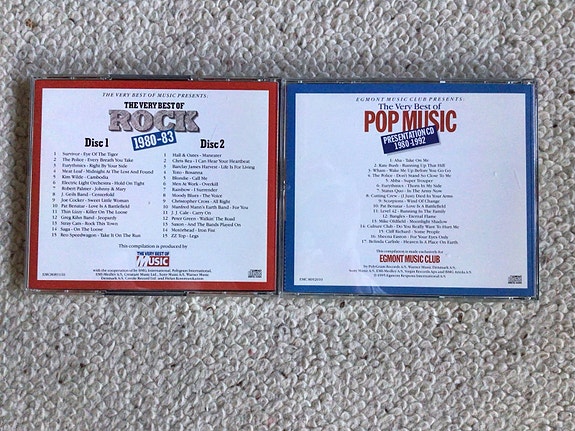 THE VERY BEST OF MUSIC PRESENTS:
THE VERY BEST OF
ROCK
1980-83
Disc 1
1 Survivor - Eye Of The Tiger
2 The Police - Every Breath You Take
3 Eurythmics - Right By Your Side
4 Meat Loaf - Midnight At The Lost And Found
5 Kim Wilde - Cambodia
6 Electric Light Orchestra - Hold On Tight
7 Robert Palmer - Johnny & Mary
8 J. Geils Band - Centerfold
9 Joe Cocker - Sweet Little Woman
10 Pat Benatar - Love Is A Battlefield
11 Thin Lizzy - Killer On The Loose
12 Greg Kihn Band - Jeopardy
13 Stray Cats - Rock This Town
14 Saga - On The Loose
15 Reo Speedwagon - Take It On The Run
Disc 2
1 Hall & Oates - Maneater
2 Chris Rea - I Can Hear Your Heartbeat
3 Barclay James Harvest - Life Is For Living
4 Toto - Rosanna
5 Blondie - Call Me
6 Men At Work - Overkill
7 Rainbow - I Surrender
8 Moody Blues - The Voice
9 Christopher Cross - All Right
10 Manfred Mann's Earth Band - For You
11 J. J. Cale - Carry On
12 Peter Green - Walkin' The Road
13 Saxon - And The Bands Played On
14 Motorhead - Iron Fist
15 ZZ Top - Legs
This compilation is produced by
THE VERY BEST OF
MUSIC
EGMONT MUSIC CLUB PRESENTS:
The Very Best of
POP MUSIC
PRESENTATION CD
1980-1992
1. Aha - Take On Me
2. Kate Bush - Running Up That Hill
3. Wham - Wake Me Up Before You Go Go
4. The Police - Don't Stand So Close To Me
5. Abba - Super Trouper
6. Eurythmics - Thorn In My Side
7. Status Quo - In The Army Now
8. Cutting Crew - (I Just) Died In Your Arms
9. Scorpions - Wind Of Change
10. Pat Benatar - Love Is A Battlefield
11. Level 42 - Running In The Family
12. Bangles - Eternal Flame
13. Mike Oldfield - Moonlight Shadow
14. Culture Club - Do You Really Want To Hurt Me
15. Cliff Richard - Some People
16. Sheena Easton - For Your Eyes Only
17. Belinda Carlisle - Heaven Is A Place On Earth
This compilation is made exclusively for
EGMONT MUSIC CLUB